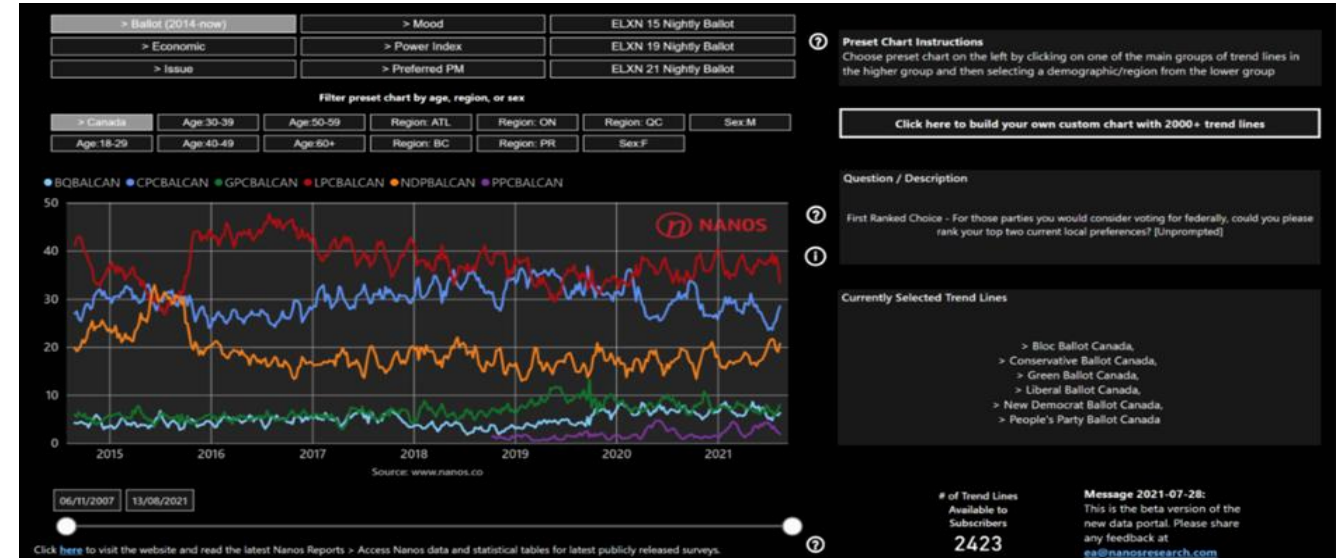 > Ballot (2014-now)
> Mood
ELXN 15 Nightly Ballot
> Economic
> Power Index
ELXN 19 Nightly Ballot
> Issue
> Preferred PM
ELXN 21 Nightly Ballot
Filter preset chart by age, region, or sex
> Canada
Age:30-39
Age:50-59
Region: ATL
Region: ON
Region: QC
Sex:M
Age:18-29
Age:40-49
Age:60+
Region: BC
Region: PR
Sex:F
BQBALCAN CPCBALCAN GPCBALCAN LPCBALCAN NDPBALCAN PPCBALCAN
50
40
30
20
10
0
n NANOS
2015 2016 2017 2018 2019 2020 2021
Source: www.nanos.co
06/11/2007 13/08/2021
Click here to visit the website and read the latest Nanos Reports > Access Nanos data and statistical tables for latest publicly released surveys.
?
Preset Chart Instructions
Choose preset chart on the left by clicking on one of the main groups of trend lines in
the higher group and then selecting a demographic/region from the lower group
Click here to build your own custom chart with 2000+ trend lines
Question / Description
?
First Ranked Choice - For those parties you would consider voting for federally, could you please
rank your top two current local preferences? [Unprompted]
i
Currently Selected Trend Lines
> Bloc Ballot Canada,
> Conservative Ballot Canada,
> Green Ballot Canada,
> Liberal Ballot Canada,
> New Democrat Ballot Canada,
> People's Party Ballot Canada
# of Trend Lines
Available to
Subscribers
2423
Message 2021-07-28:
This is the beta version of the
new data portal. Please share
any feedback at
ea@nanosresearch.com
?